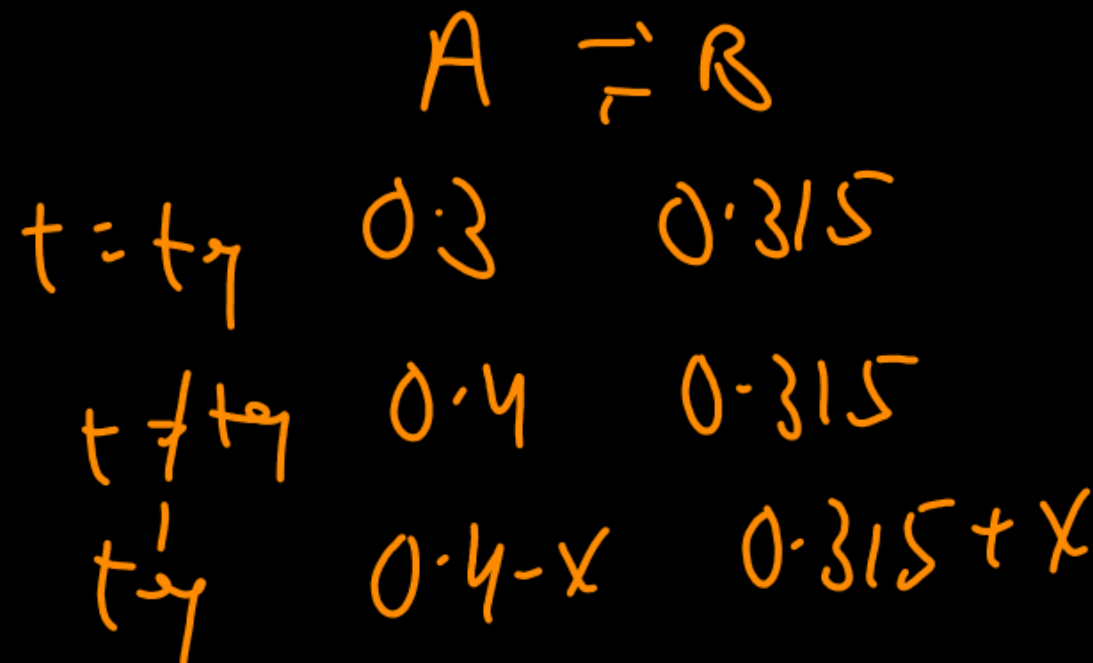 A ⇌ B
t = teq 0.3 0.315
t ≠ teq 0.4 0.315
t'eq 0.4-x 0.315+x